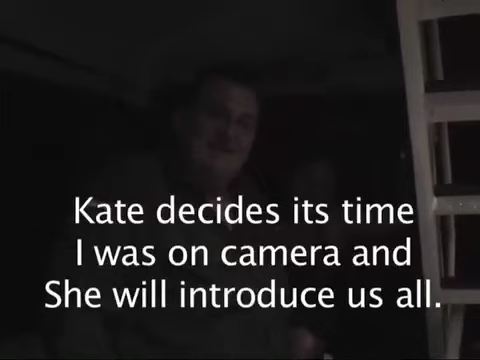 Kate decides its time
I was on camera and
She will introduce us all.